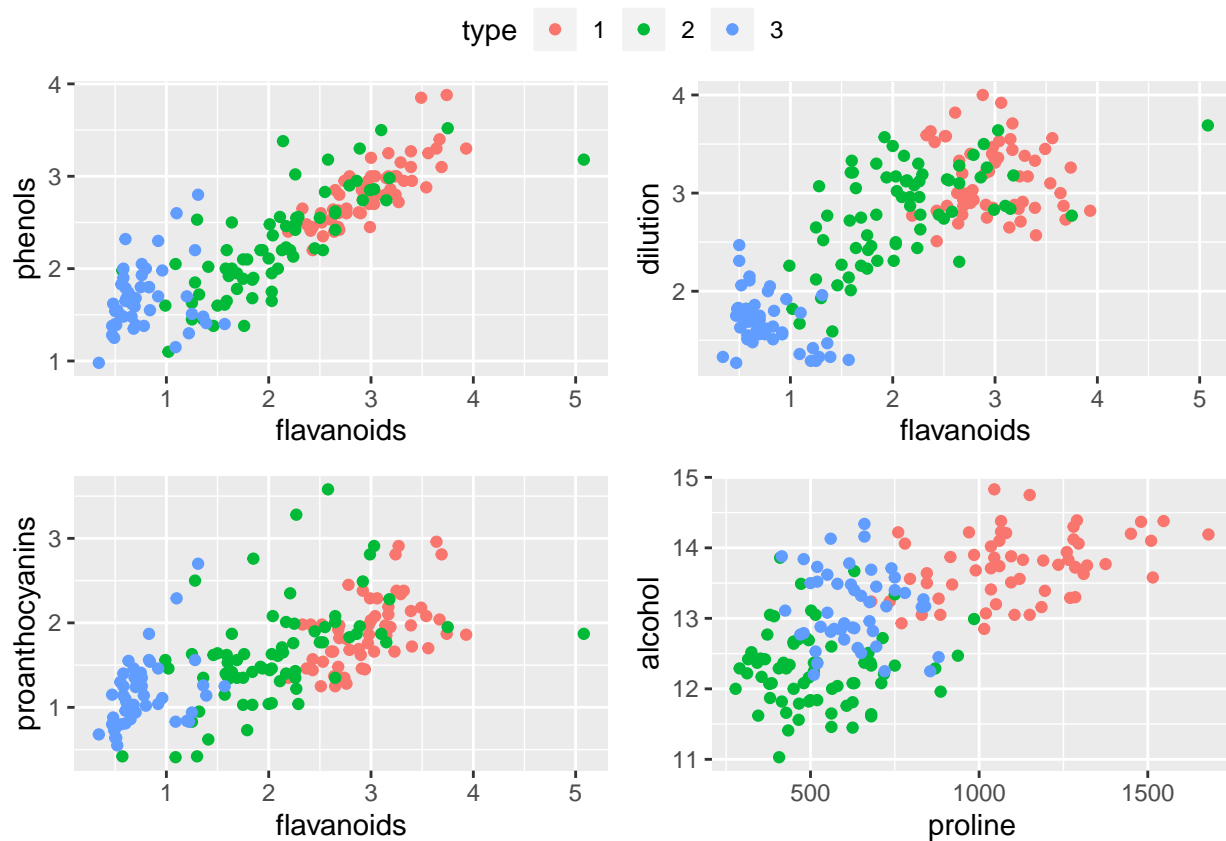 type 1 2 3
4
3
2
1
phenols
1 2 3 4 5
flavanoids
4
3
2
dilution
1 2 3 4 5
flavanoids
3
2
1
proanthocyanins
1 2 3 4 5
flavanoids
15
14
13
12
11
alcohol
500 1000 1500
proline